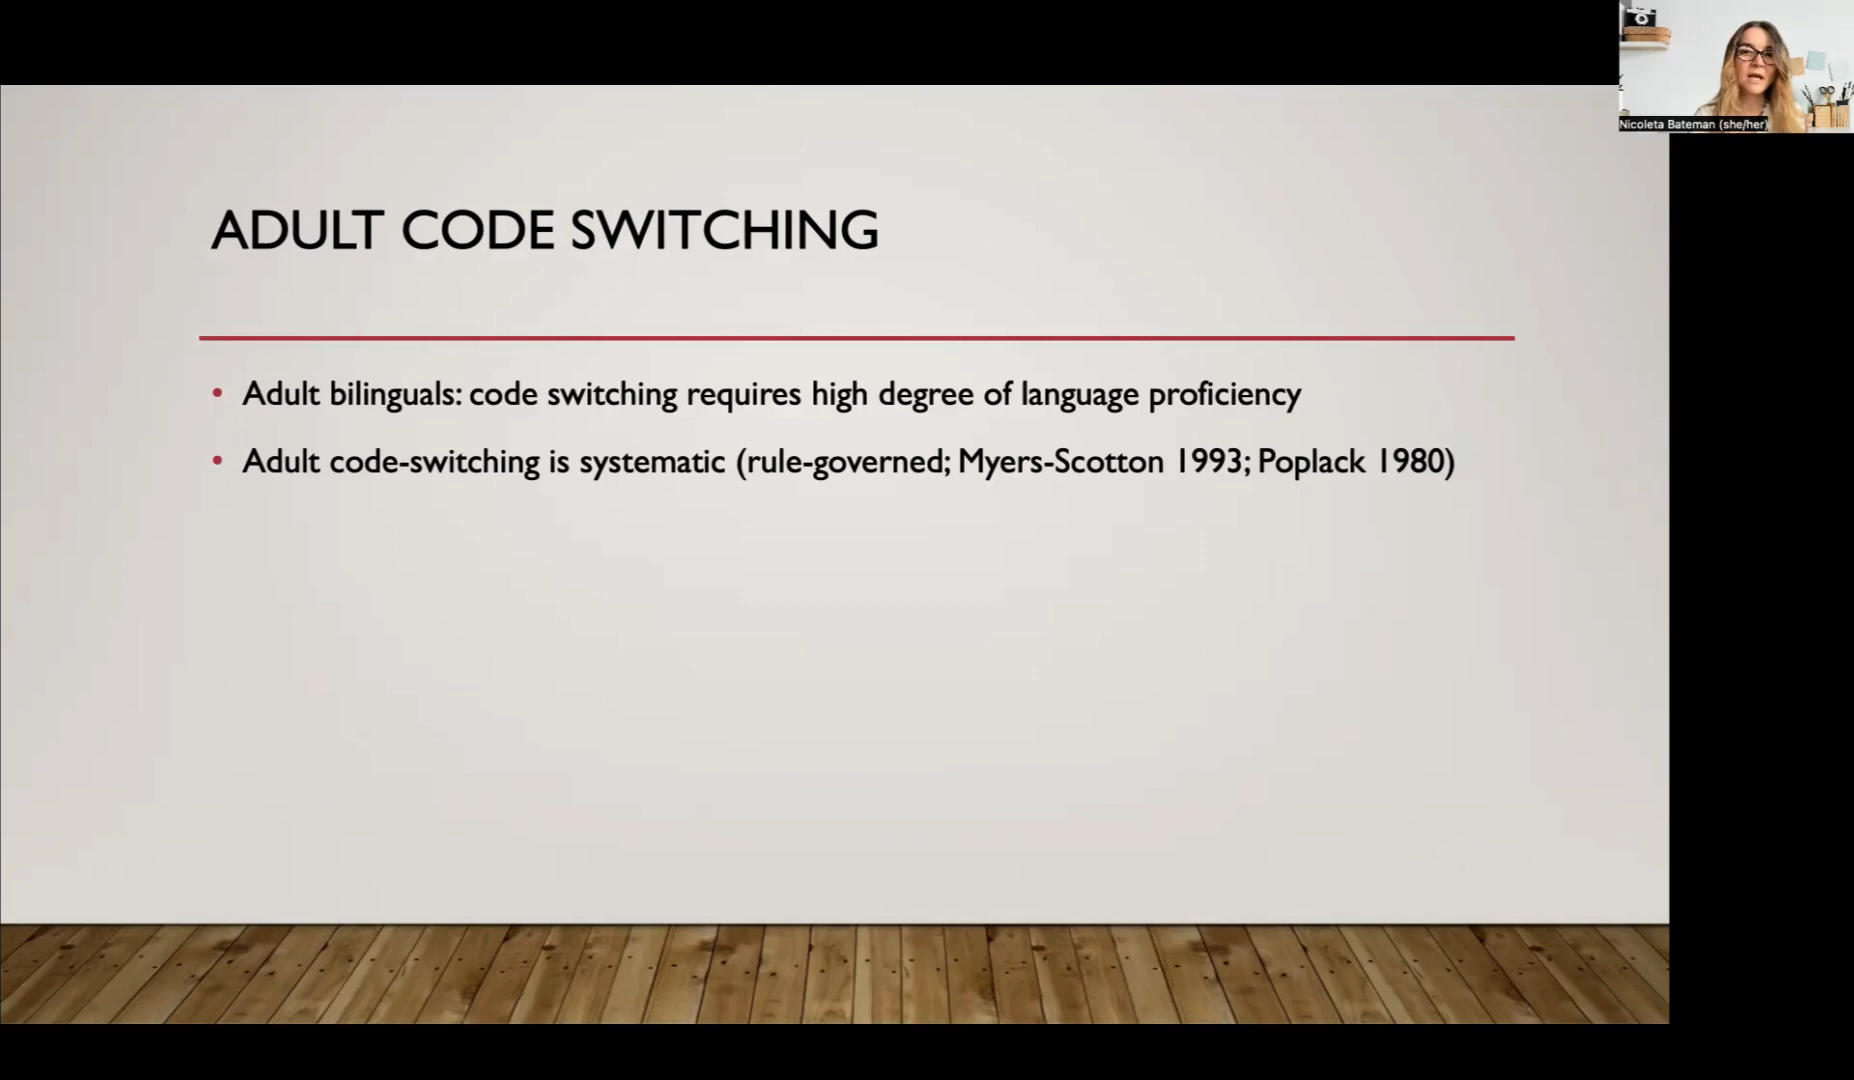 Nicoleta Bateman (she/her)
ADULT CODE SWITCHING
• Adult bilinguals: code switching requires high degree of language proficiency
• Adult code-switching is systematic (rule-governed; Myers-Scotton 1993; Poplack 1980)